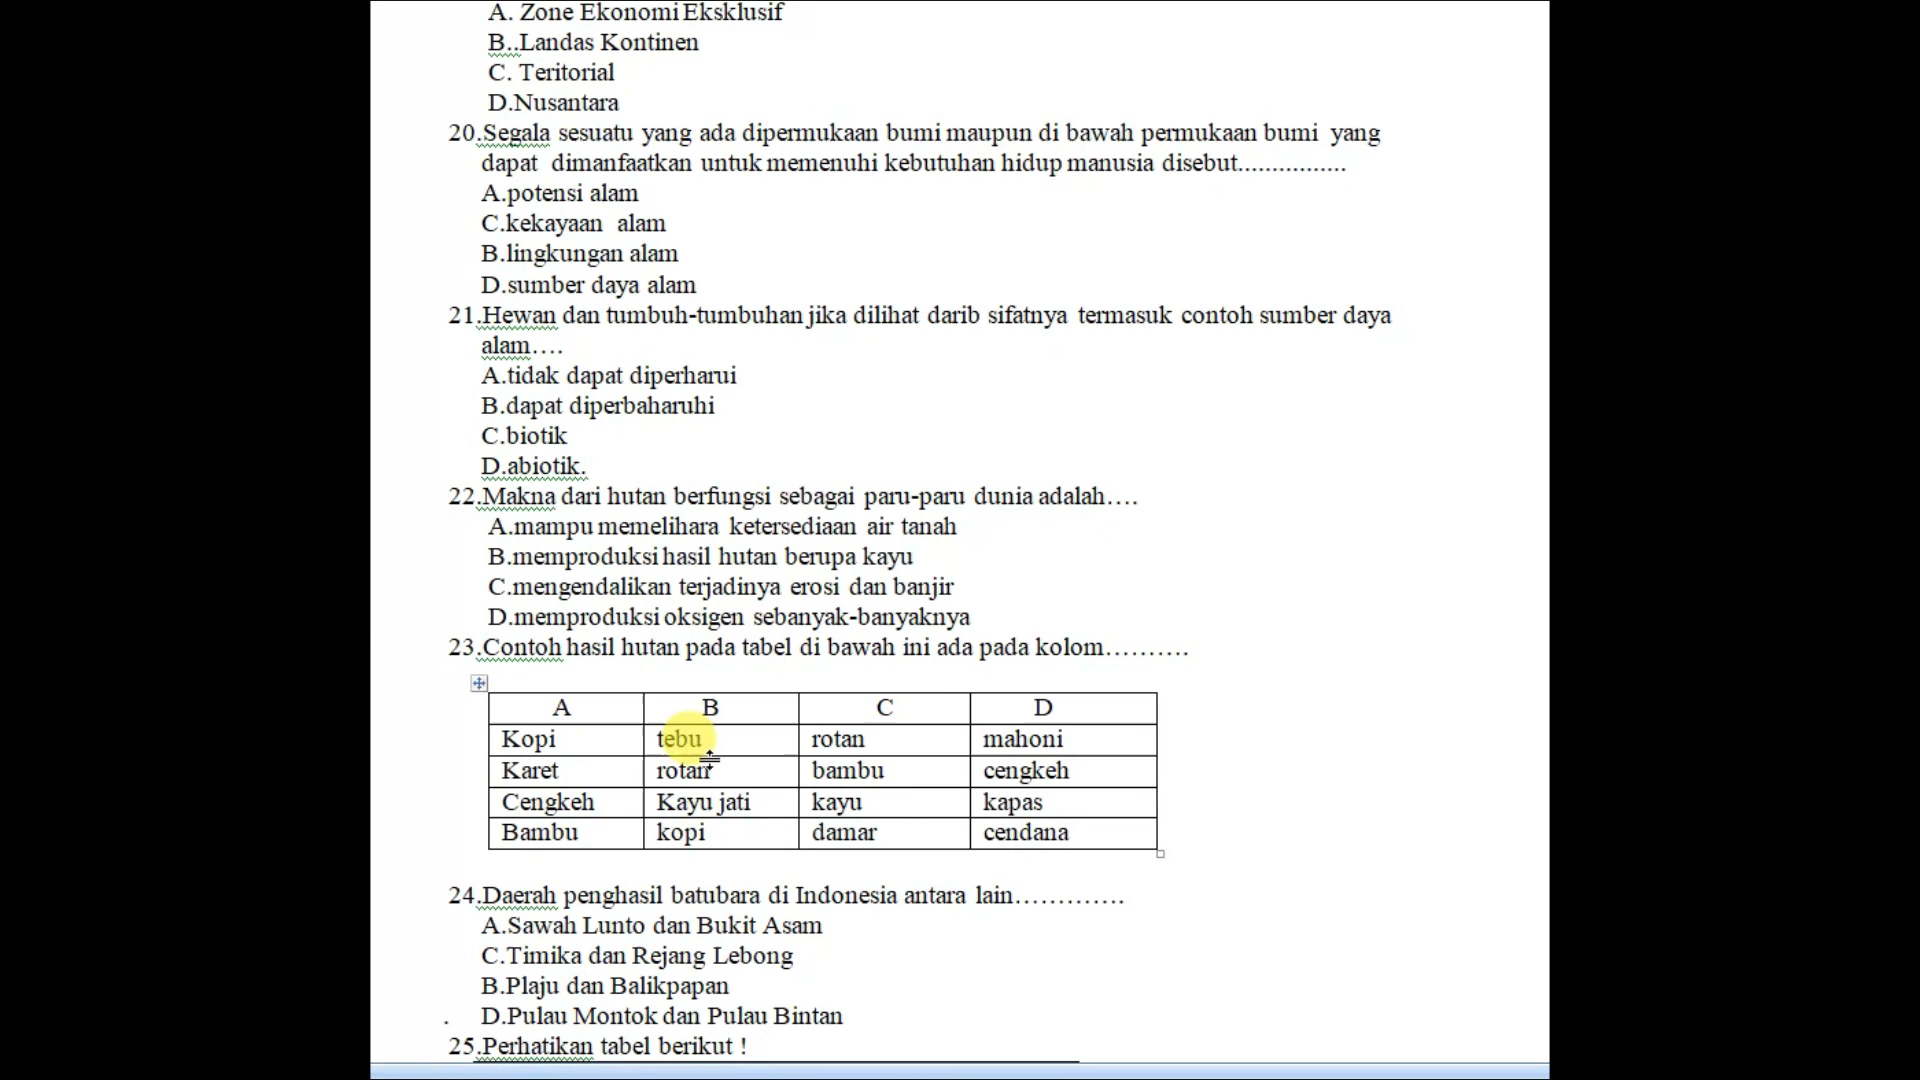 A. Zone Ekonomi Eksklusif
B..Landas Kontinen
C. Teritorial
D.Nusantara
20.Segala sesuatu yang ada dipermukaan bumi maupun di bawah permukaan bumi yang
dapat dimanfaatkan untuk memenuhi kebutuhan hidup manusia disebut................
A.potensi alam
C.kekayaan alam
B.lingkungan alam
D.sumber daya alam
21.Hewan dan tumbuh-tumbuhan jika dilihat darib sifatnya termasuk contoh sumber daya
alam….
A.tidak dapat diperharui
B.dapat diperbaharuhi
C.biotik
D.abiotik.
22.Makna dari hutan berfungsi sebagai paru-paru dunia adalah….
A.mampu memelihara ketersediaan air tanah
B.memproduksi hasil hutan berupa kayu
C.mengendalikan terjadinya erosi dan banjir
D.memproduksi oksigen sebanyak-banyaknya
23.Contoh hasil hutan pada tabel di bawah ini ada pada kolom……….
A B C D
Kopi tebu rotan mahoni
Karet rotan bambu cengkeh
Cengkeh Kayu jati kayu kapas
Bambu kopi damar cendana
24.Daerah penghasil batubara di Indonesia antara lain………….
A.Sawah Lunto dan Bukit Asam
C.Timika dan Rejang Lebong
B.Plaju dan Balikpapan
. D.Pulau Montok dan Pulau Bintan
25.Perhatikan tabel berikut !